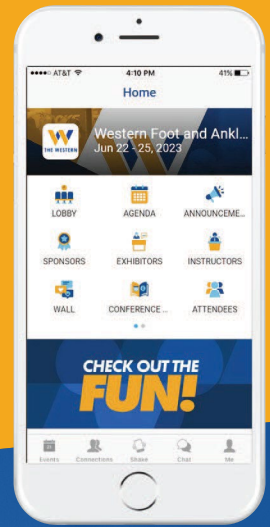 AT&T 4:10 PM 41%
Home
W
THE WESTERN
Western Foot and Ankl...
Jun 22 - 25, 2023
LOBBY AGENDA ANNOUNCEME...
SPONSORS EXHIBITORS INSTRUCTORS
WALL CONFERENCE... ATTENDEES
CHECK OUT THE
FUN!
Events Connections Share Chat Me